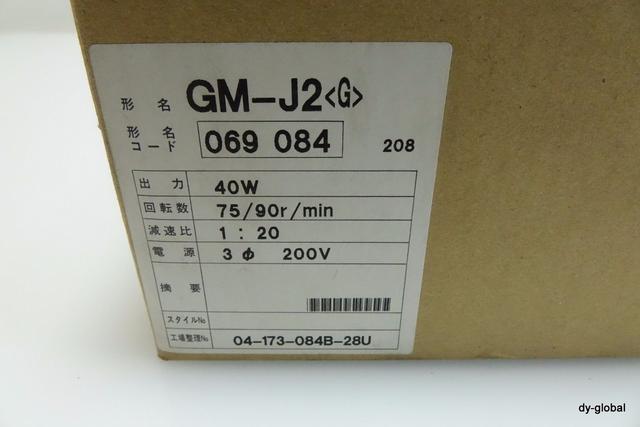 形名 GM-J2<G>
形名コード 069 084 208
出力 40W
回転数 75/90r/min
減速比 1:20
電源 3φ 200V
摘要
スタイル№
工場整理№ 04-173-084B-28U
dy-global